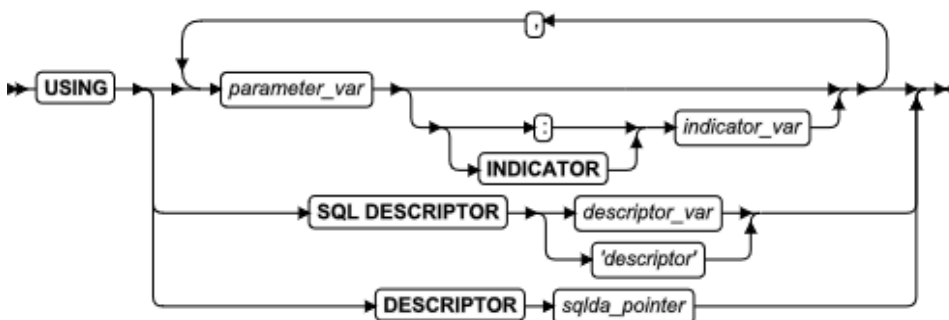 ,
USING parameter_var
: indicator_var
INDICATOR
SQL DESCRIPTOR descriptor_var
'descriptor'
DESCRIPTOR sqlda_pointer